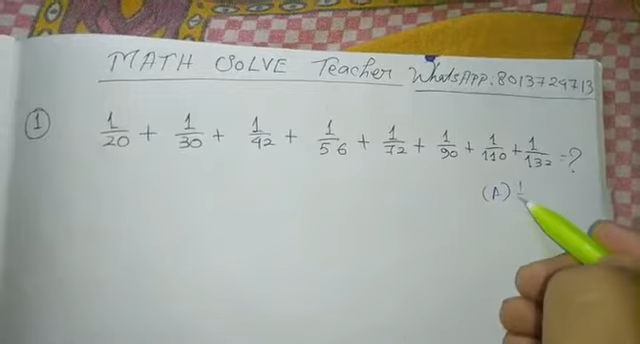 MATH SOLVE Teacher WhatsAPP: 8013729713
① 1/20 + 1/30 + 1/42 + 1/56 + 1/72 + 1/90 + 1/110 + 1/132 = ?
(A) 1